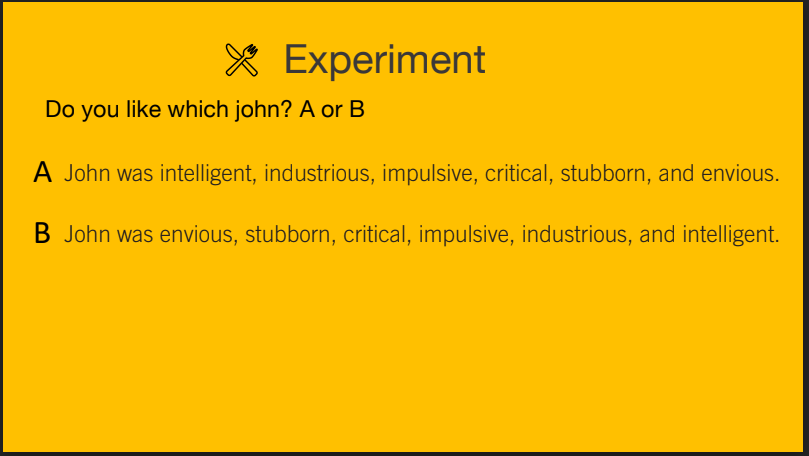 Experiment
Do you like which john? A or B
A John was intelligent, industrious, impulsive, critical, stubborn, and envious.
B John was envious, stubborn, critical, impulsive, industrious, and intelligent.